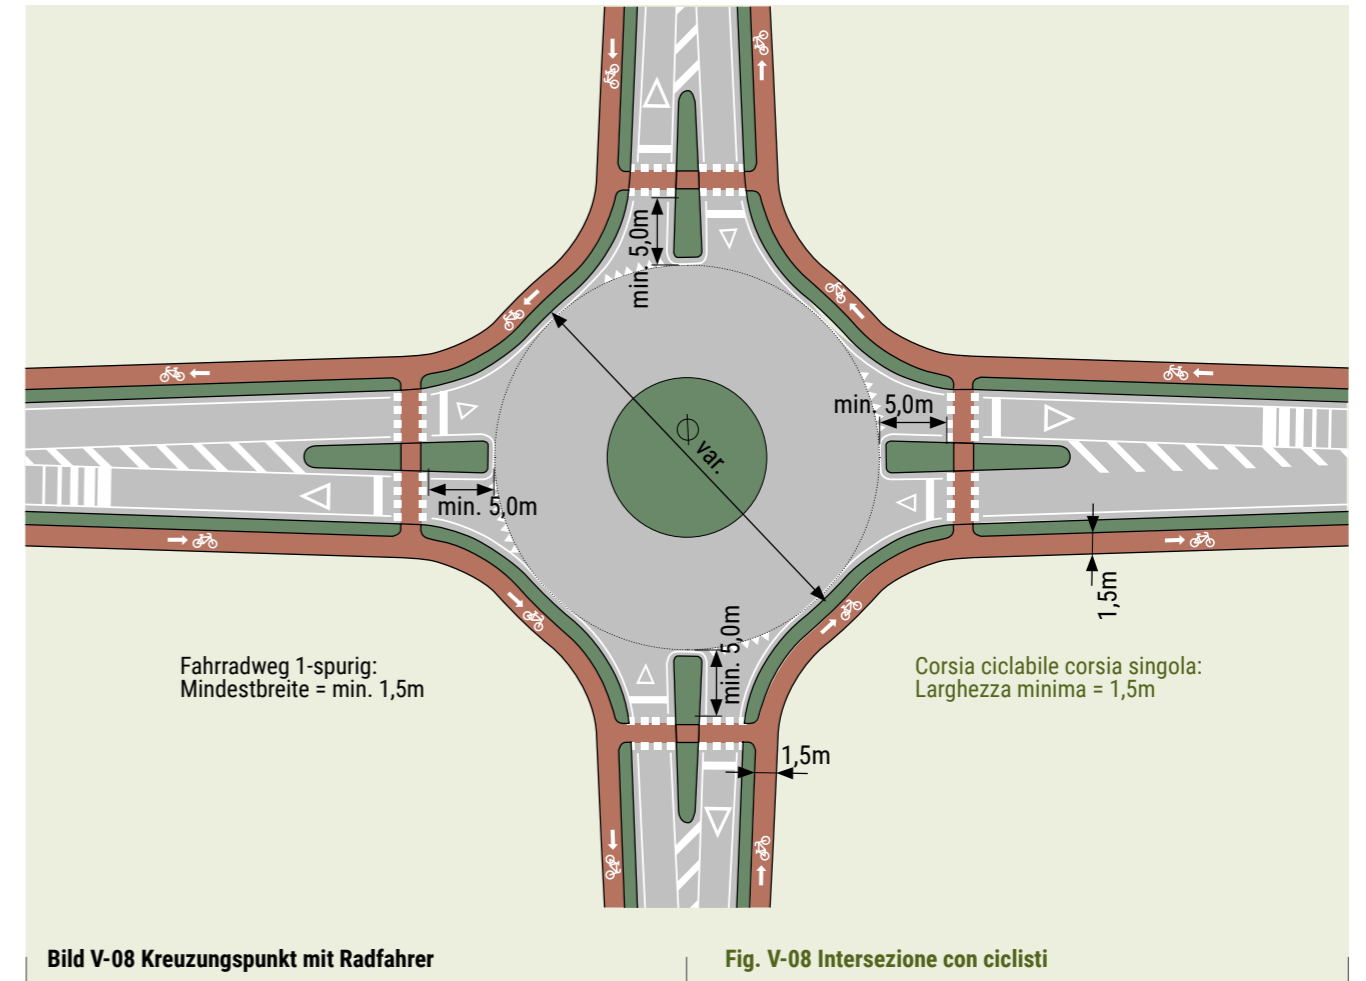 min. 5,0m
min. 5,0m
Ø var.
min. 5,0m
min. 5,0m
1,5m
Fahrradweg 1-spurig:
Mindestbreite = min. 1,5m
Corsia ciclabile corsia singola:
Larghezza minima = 1,5m
1,5m
Bild V-08 Kreuzungspunkt mit Radfahrer
Fig. V-08 Intersezione con ciclisti